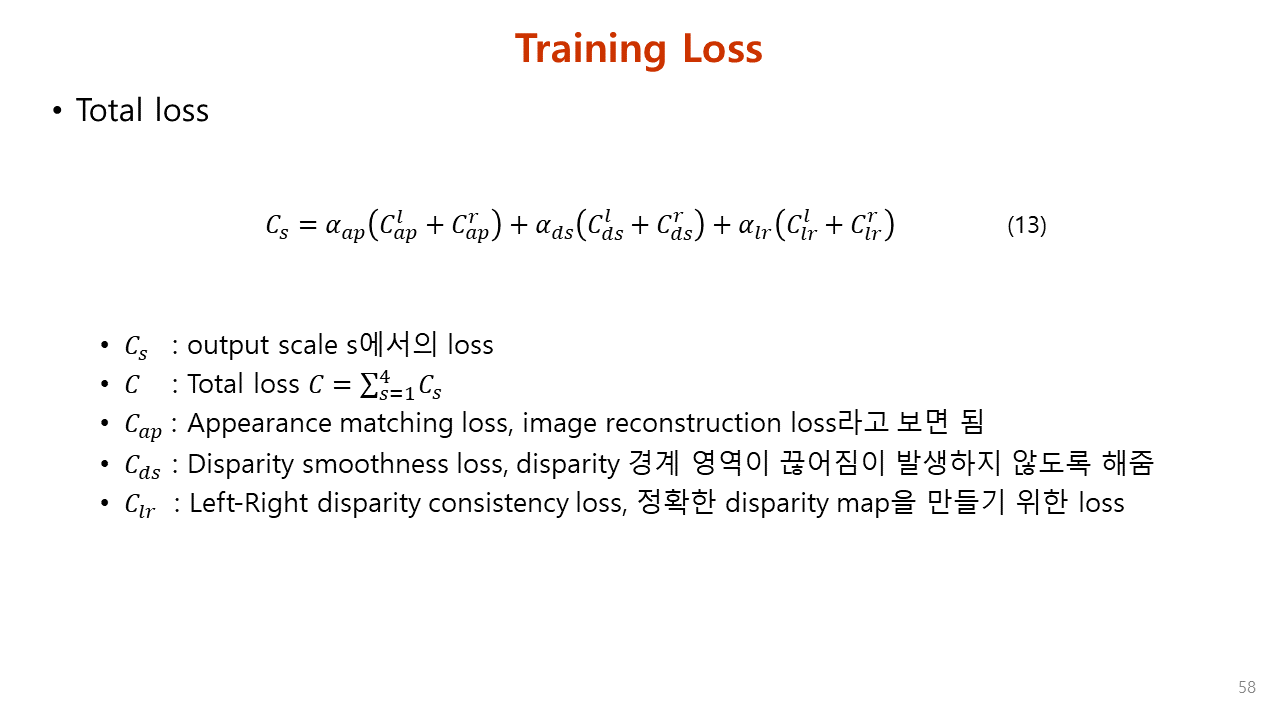 Training Loss
• Total loss
$C_s = \alpha_{ap}\left(C_{ap}^l + C_{ap}^r\right) + \alpha_{ds}\left(C_{ds}^l + C_{ds}^r\right) + \alpha_{lr}\left(C_{lr}^l + C_{lr}^r\right)$ (13)
• $C_s$ : output scale s에서의 loss
• $C$ : Total loss $C = \sum_{s=1}^{4} C_s$
• $C_{ap}$ : Appearance matching loss, image reconstruction loss라고 보면 됨
• $C_{ds}$ : Disparity smoothness loss, disparity 경계 영역이 끊어짐이 발생하지 않도록 해줌
• $C_{lr}$ : Left-Right disparity consistency loss, 정확한 disparity map을 만들기 위한 loss
58